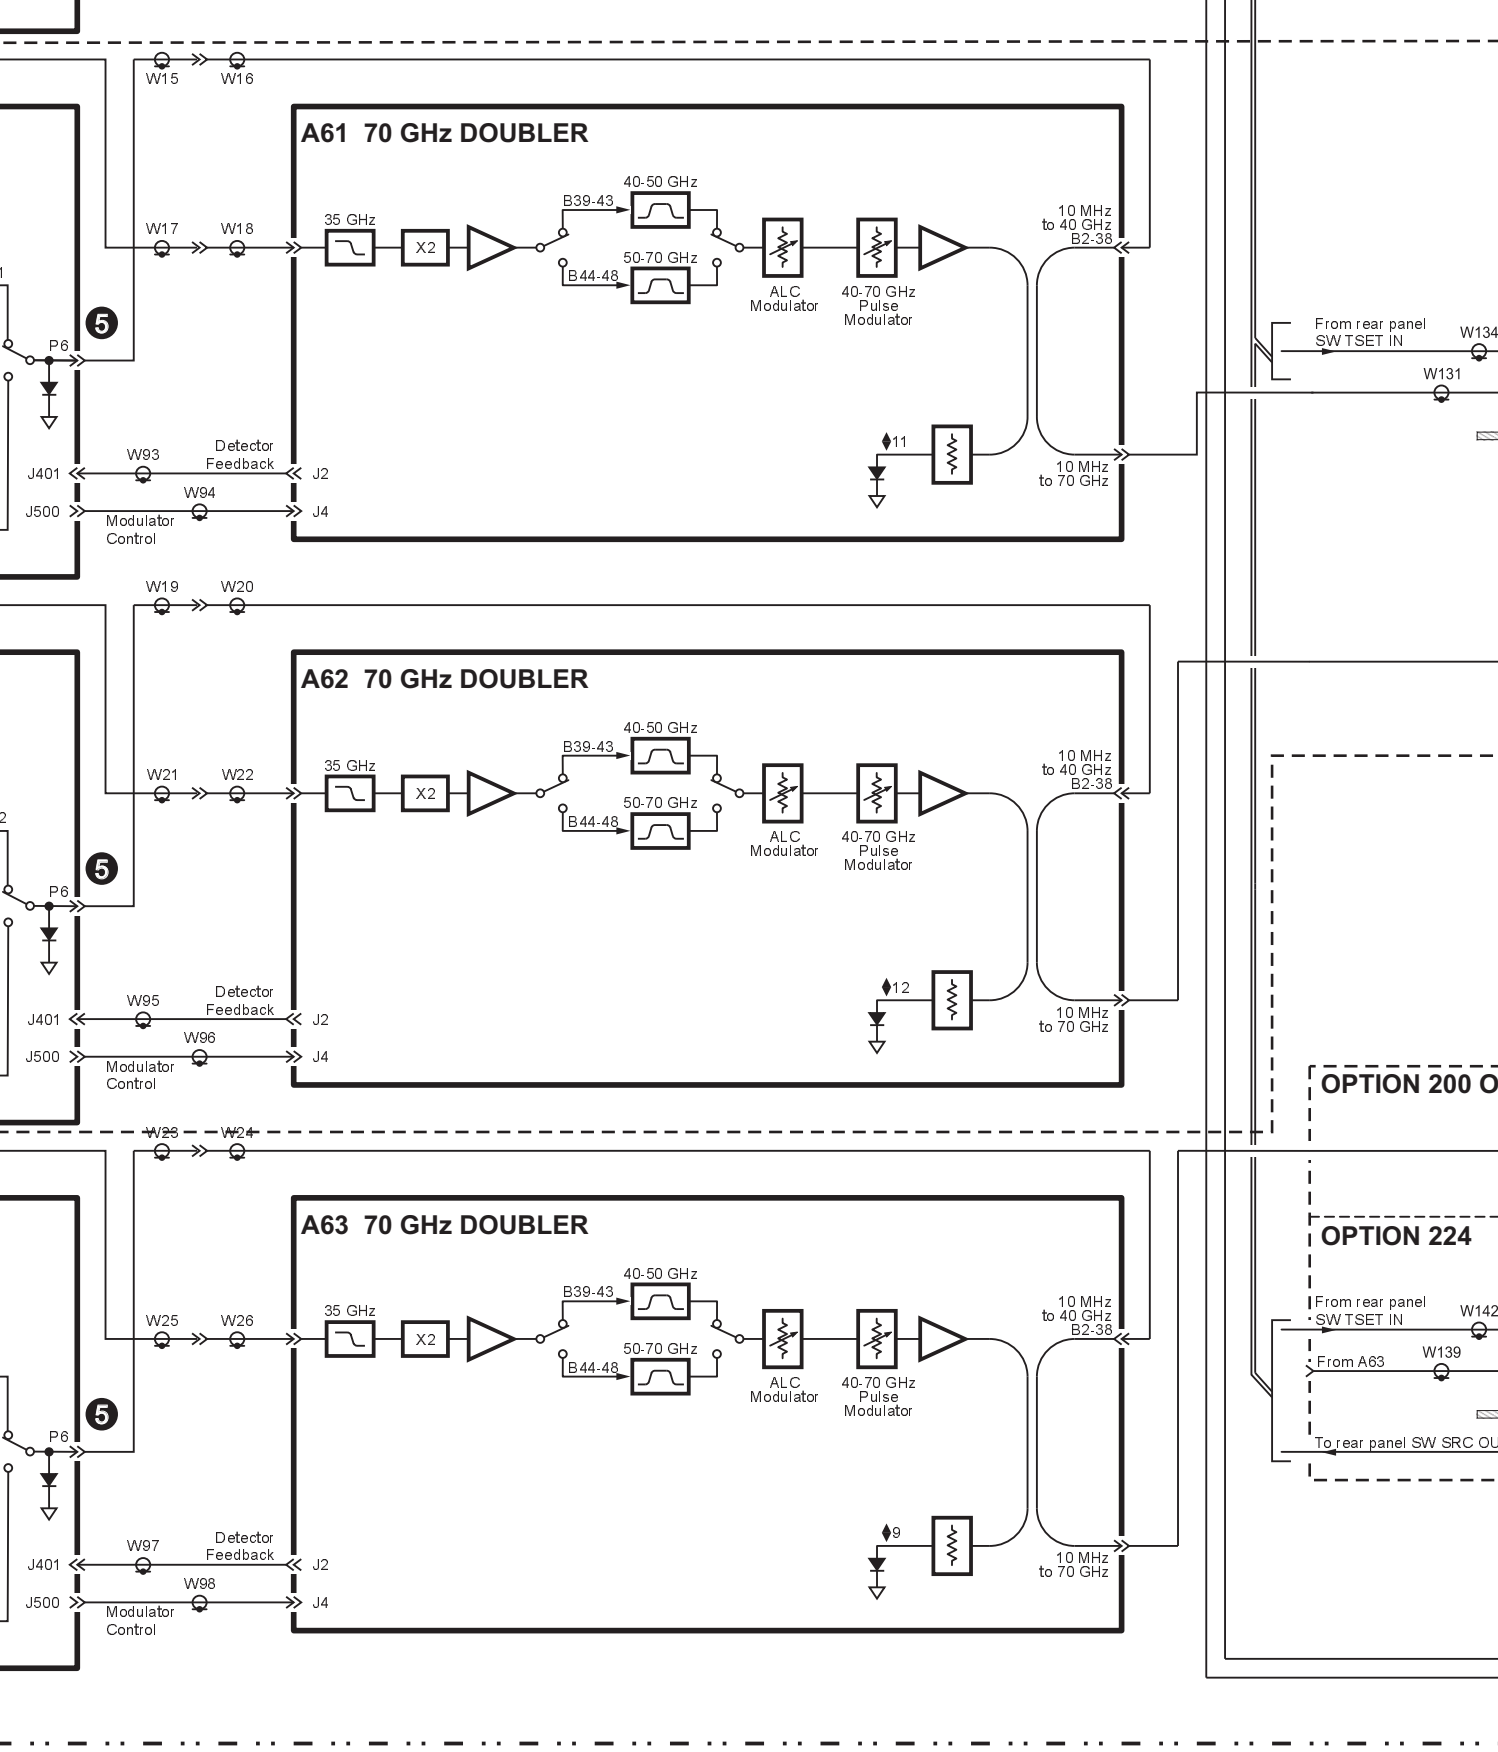 W15
W16
A61 70 GHz DOUBLER
40-50 GHz
B39-43
10 MHz
to 40 GHz
B2-38
W17
W18
35 GHz
X2
50-70 GHz
B44-48
ALC
Modulator
40-70 GHz
Pulse
Modulator
1
5
P6
From rear panel
SW TSET IN
W134
W131
W93
Detector
Feedback
J401
J2
11
10 MHz
to 70 GHz
W94
J500
Modulator
Control
J4
W19
W20
A62 70 GHz DOUBLER
40-50 GHz
B39-43
10 MHz
to 40 GHz
B2-38
W21
W22
35 GHz
X2
50-70 GHz
B44-48
ALC
Modulator
40-70 GHz
Pulse
Modulator
2
5
P6
W95
Detector
Feedback
J401
J2
12
10 MHz
to 70 GHz
W96
J500
Modulator
Control
J4
OPTION 200 O
W23
W24
A63 70 GHz DOUBLER
OPTION 224
40-50 GHz
B39-43
10 MHz
to 40 GHz
B2-38
W25
W26
35 GHz
X2
50-70 GHz
B44-48
ALC
Modulator
40-70 GHz
Pulse
Modulator
From rear panel
SW TSET IN
W142
From A63
W139
5
P6
To rear panel SW SRC OU
W97
Detector
Feedback
J401
J2
9
10 MHz
to 70 GHz
W98
J500
Modulator
Control
J4